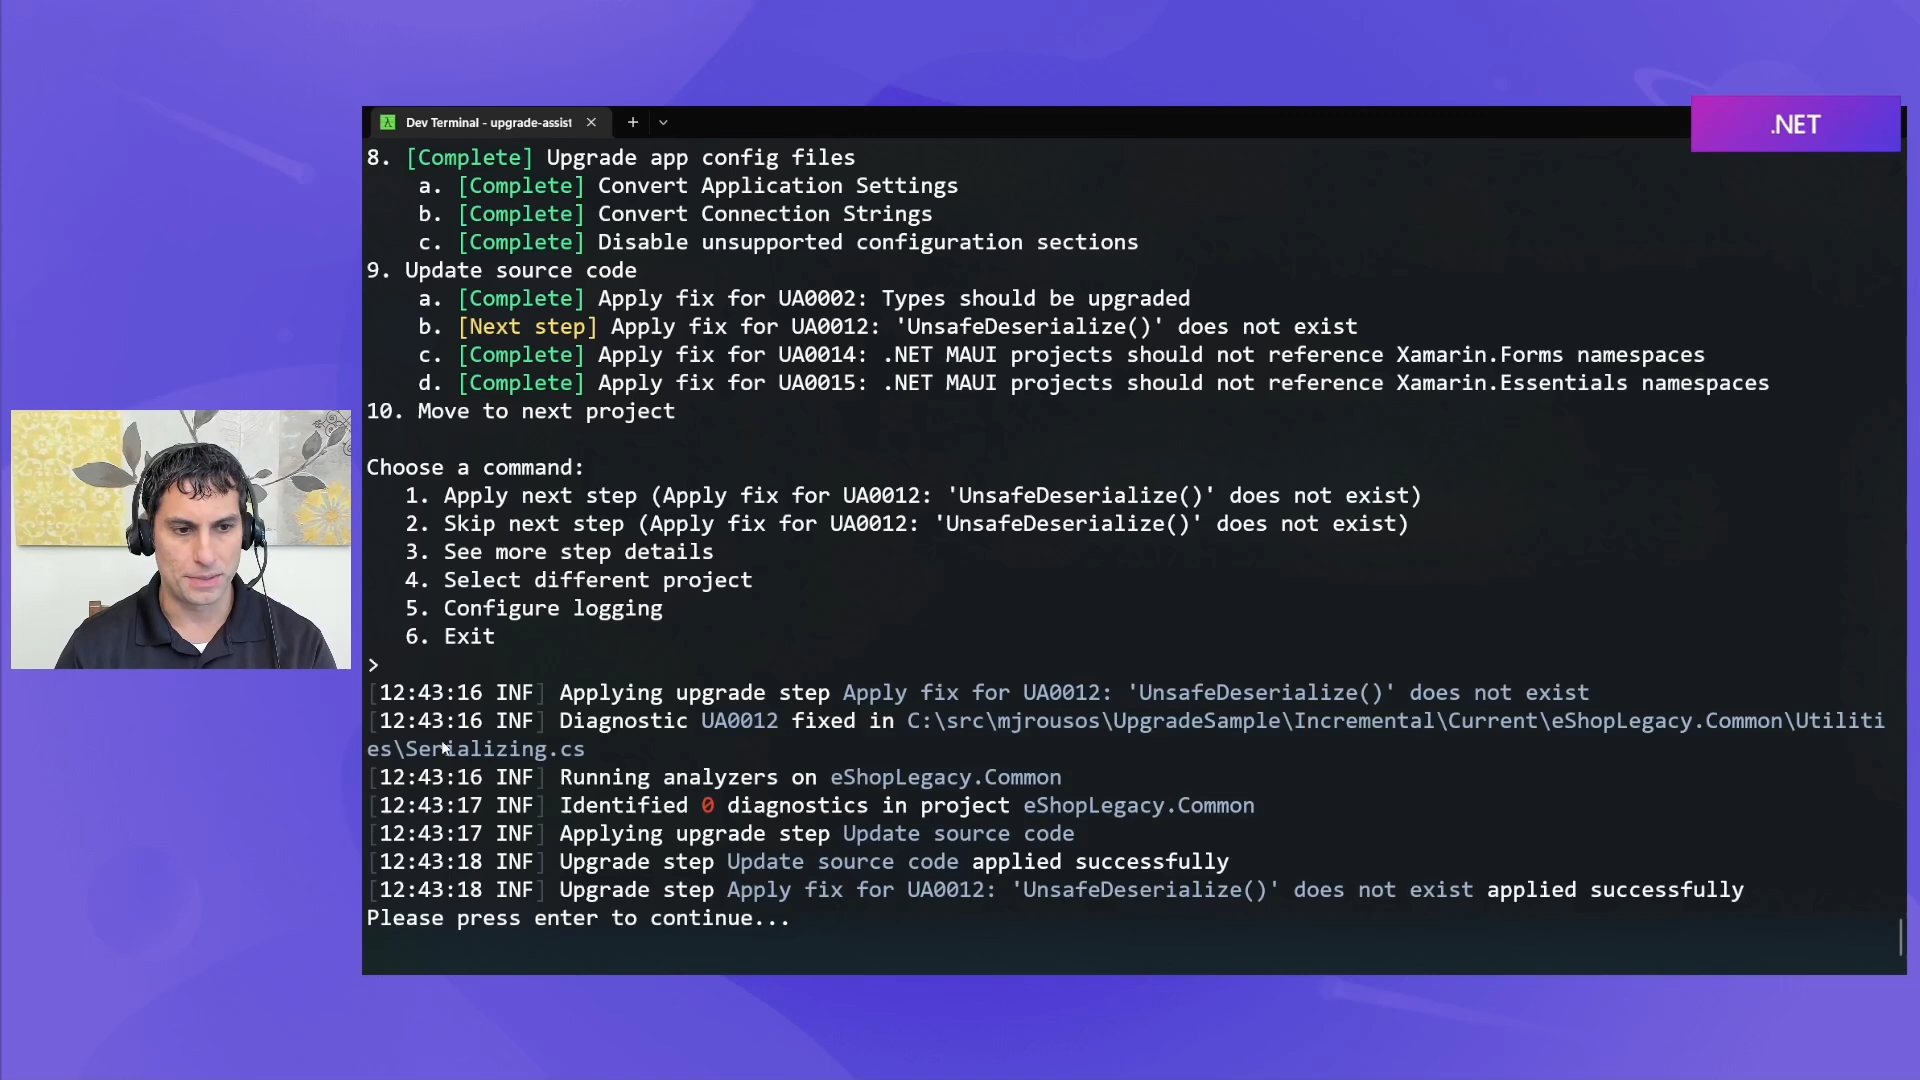 Dev Terminal - upgrade-assist
.NET
8. [Complete] Upgrade app config files
a. [Complete] Convert Application Settings
b. [Complete] Convert Connection Strings
c. [Complete] Disable unsupported configuration sections
9. Update source code
a. [Complete] Apply fix for UA0002: Types should be upgraded
b. [Next step] Apply fix for UA0012: 'UnsafeDeserialize()' does not exist
c. [Complete] Apply fix for UA0014: .NET MAUI projects should not reference Xamarin.Forms namespaces
d. [Complete] Apply fix for UA0015: .NET MAUI projects should not reference Xamarin.Essentials namespaces
10. Move to next project
Choose a command:
1. Apply next step (Apply fix for UA0012: 'UnsafeDeserialize()' does not exist)
2. Skip next step (Apply fix for UA0012: 'UnsafeDeserialize()' does not exist)
3. See more step details
4. Select different project
5. Configure logging
6. Exit
>
[12:43:16 INF] Applying upgrade step Apply fix for UA0012: 'UnsafeDeserialize()' does not exist
[12:43:16 INF] Diagnostic UA0012 fixed in C:\src\mjrousos\UpgradeSample\Incremental\Current\eShopLegacy.Common\Utiliti
es\Serializing.cs
[12:43:16 INF] Running analyzers on eShopLegacy.Common
[12:43:17 INF] Identified 0 diagnostics in project eShopLegacy.Common
[12:43:17 INF] Applying upgrade step Update source code
[12:43:18 INF] Upgrade step Update source code applied successfully
[12:43:18 INF] Upgrade step Apply fix for UA0012: 'UnsafeDeserialize()' does not exist applied successfully
Please press enter to continue...